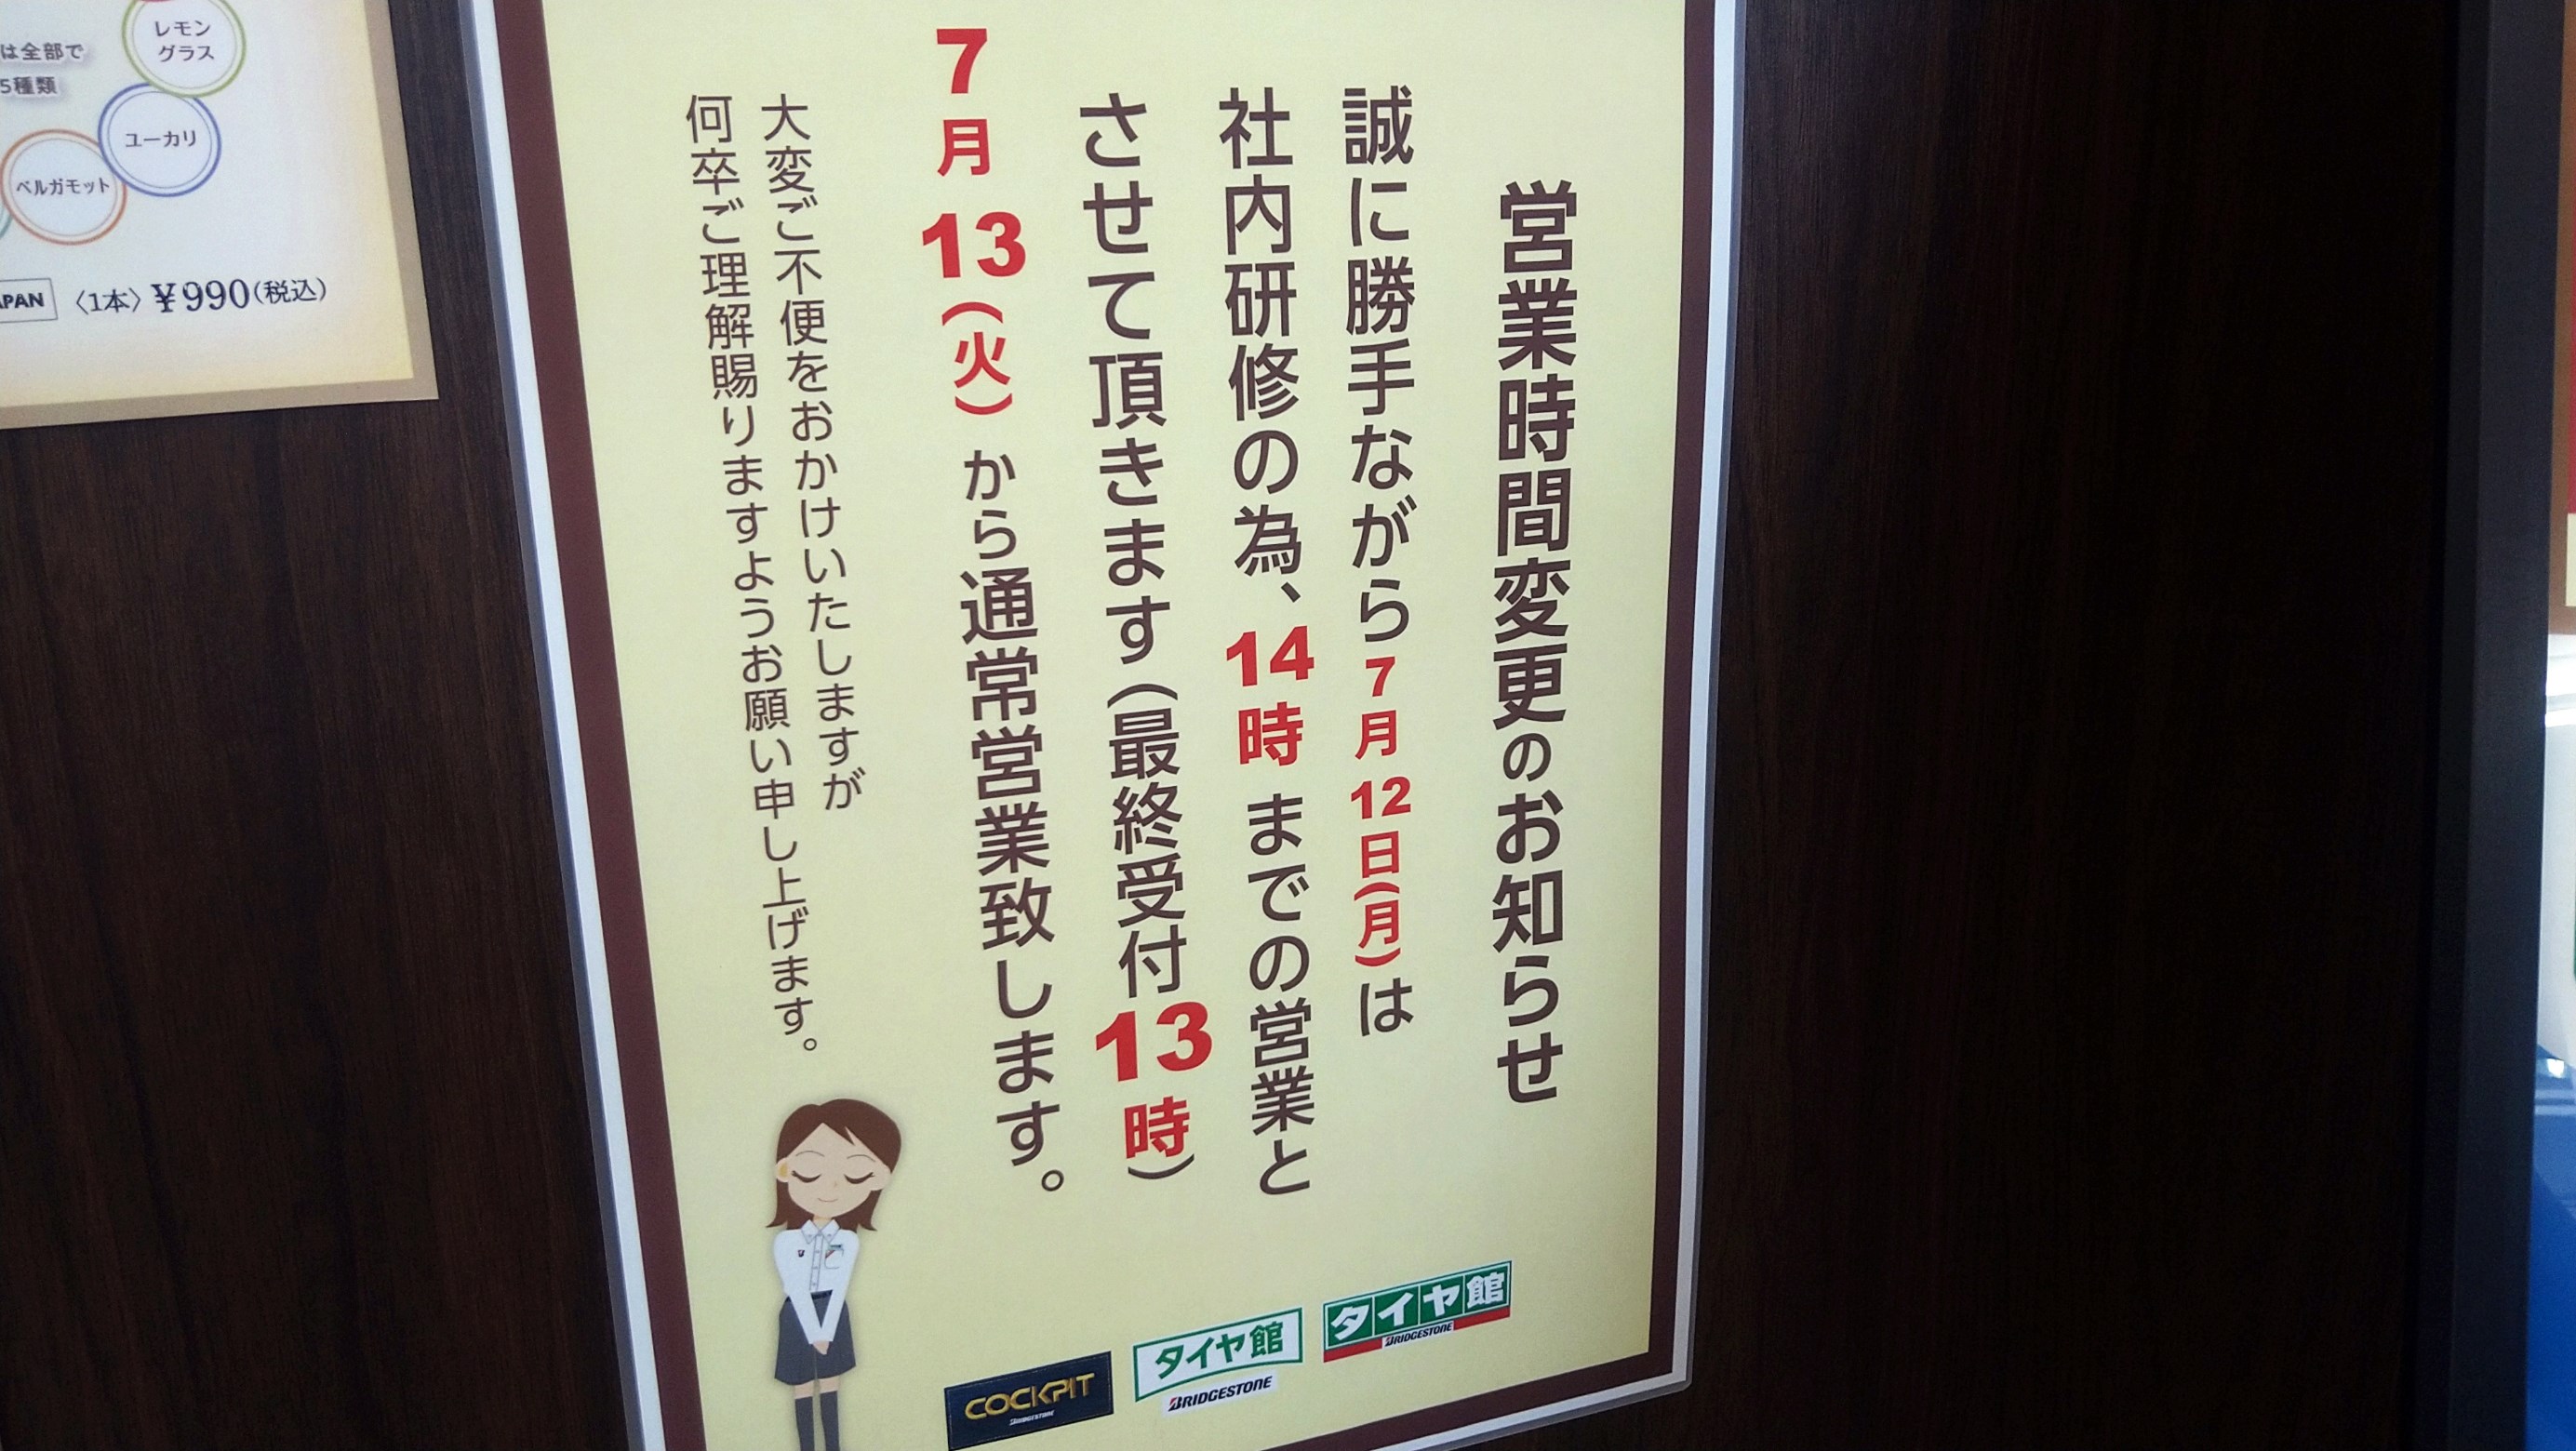 営業時間変更のお知らせ
誠に勝手ながら7月12日(月)は
社内研修の為、14時までの営業と
させて頂きます(最終受付13時)
7月13(火)から通常営業致します。
大変ご不便をおかけいたしますが
何卒ご理解賜りますようお願い申し上げます。
COCKPIT
BRIDGESTONE
タイヤ館
BRIDGESTONE
タイヤ館
BRIDGESTONE
レモン
グラス
は全部で
5種類
ユーカリ
ベルガモット
APAN
〈1本〉¥990(税込)